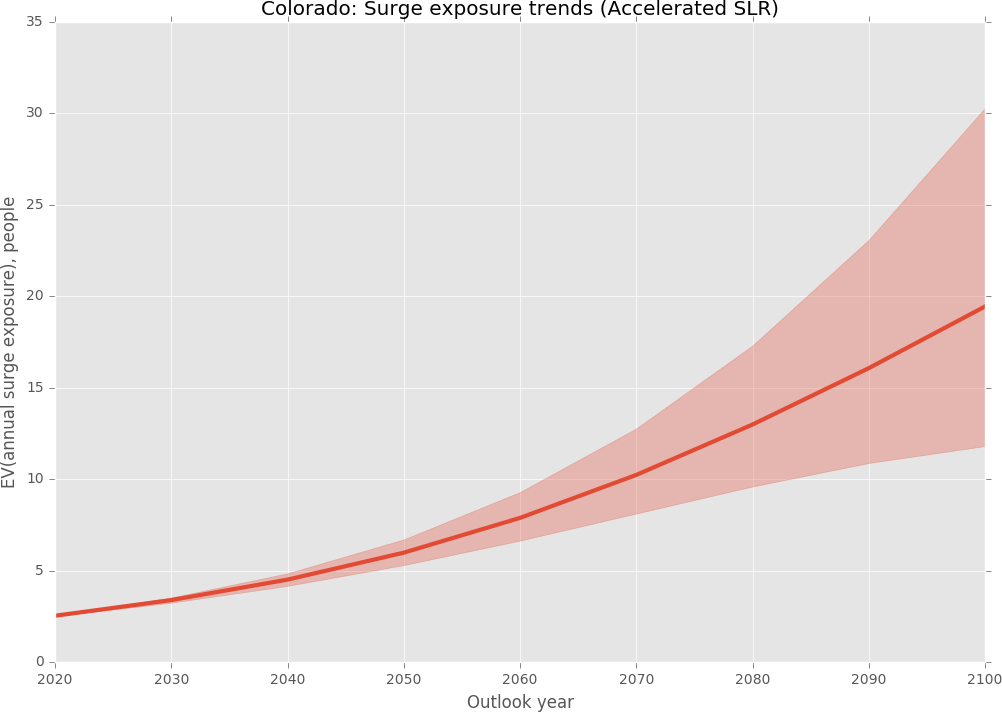 Colorado: Surge exposure trends (Accelerated SLR)
EV(annual surge exposure), people
35
30
25
20
15
10
5
0
2020 2030 2040 2050 2060 2070 2080 2090 2100
Outlook year